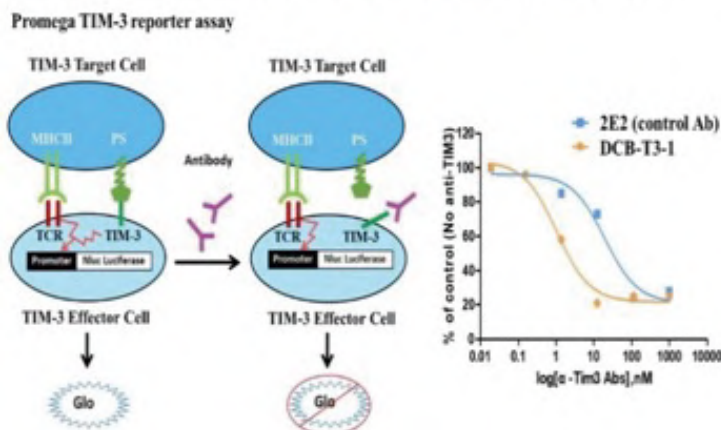 Promega TIM-3 reporter assay
TIM-3 Target Cell
MHCII PS
TCR TIM-3
Promoter Nluc Luciferase
TIM-3 Effector Cell
Glo
Antibody
TIM-3 Target Cell
MHCII PS
TCR TIM-3
Promoter Nluc Luciferase
TIM-3 Effector Cell
Glo
2E2 (control Ab)
DCB-T3-1
% of control (No anti-TIM3)
120
100
80
60
40
20
0
0.01 0.1 1 10 100 1000 10000
log[α-Tim3 Abs],nM